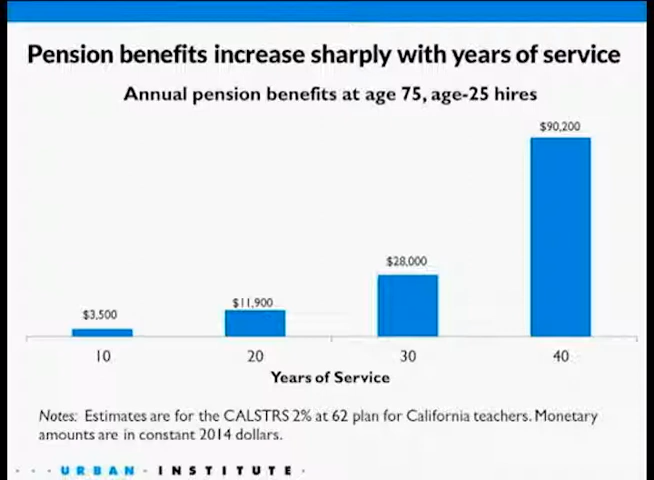 Pension benefits increase sharply with years of service
Annual pension benefits at age 75, age-25 hires
$90,200
$28,000
$11,900
$3,500
10 20 30 40
Years of Service
Notes: Estimates are for the CALSTRS 2% at 62 plan for California teachers. Monetary
amounts are in constant 2014 dollars.
URBAN INSTITUTE